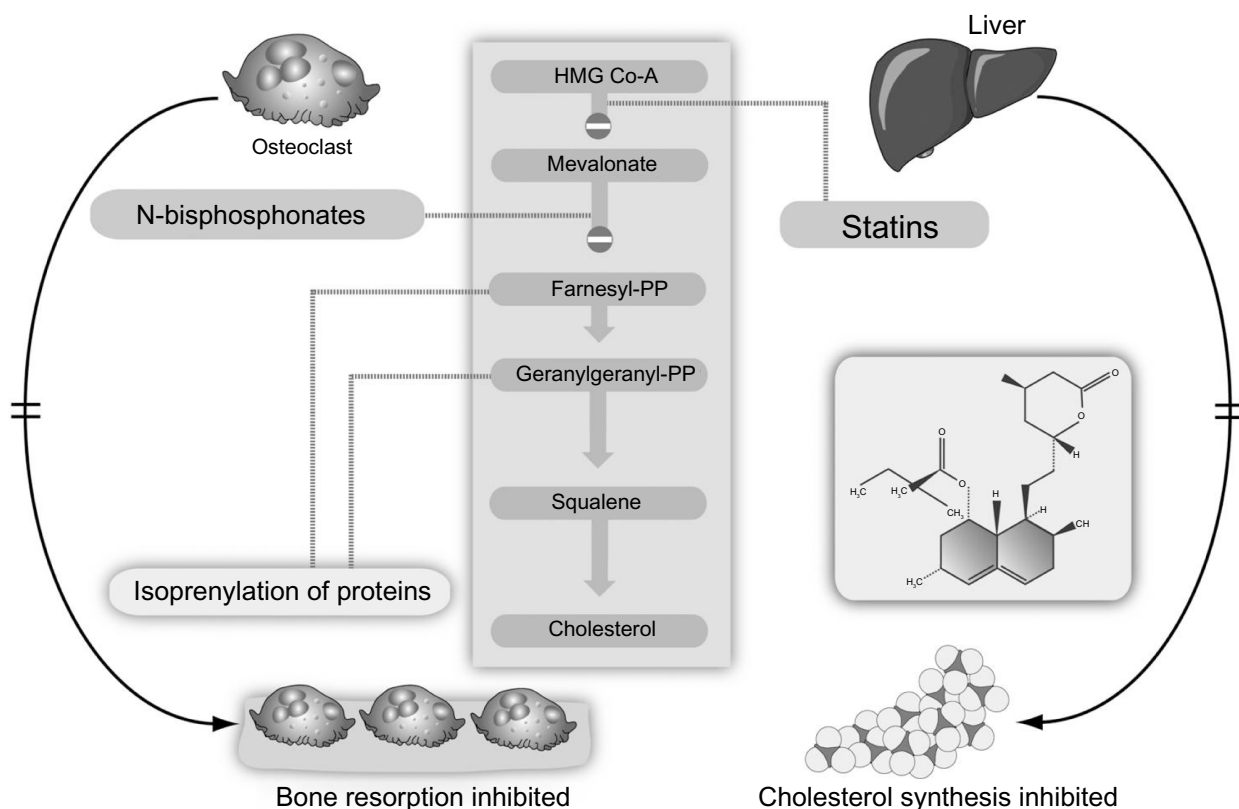 Liver
HMG Co-A
Osteoclast
Mevalonate
N-bisphosphonates
Statins
Farnesyl-PP
Geranylgeranyl-PP
O
O
H
O
O
H₃C
H₃C
CH₃
H
H
CH
H₃C
Squalene
Isoprenylation of proteins
Cholesterol
Bone resorption inhibited
Cholesterol synthesis inhibited